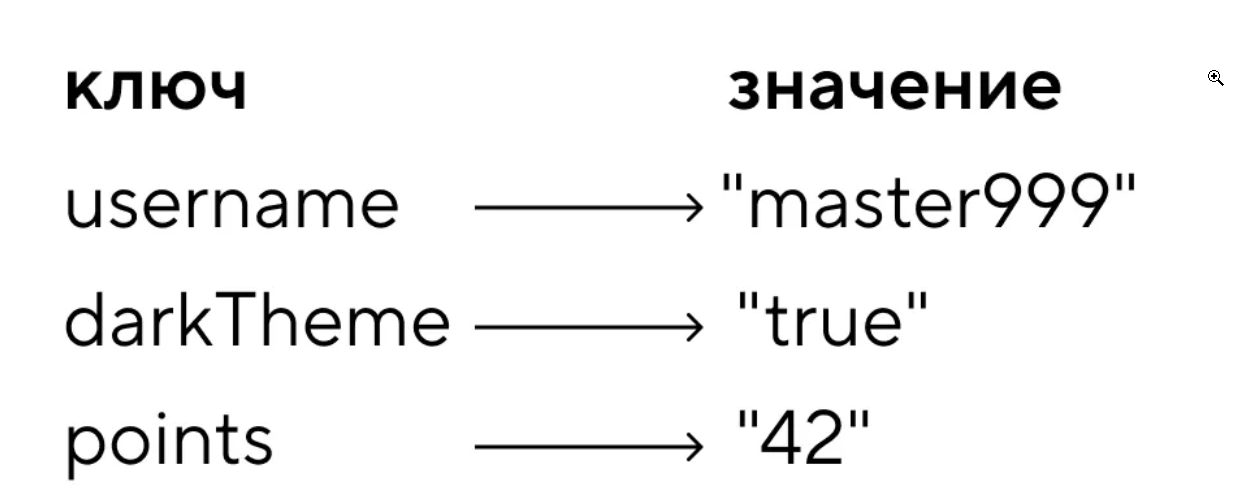 ключ значение
username "master999"
darkTheme "true"
points "42"